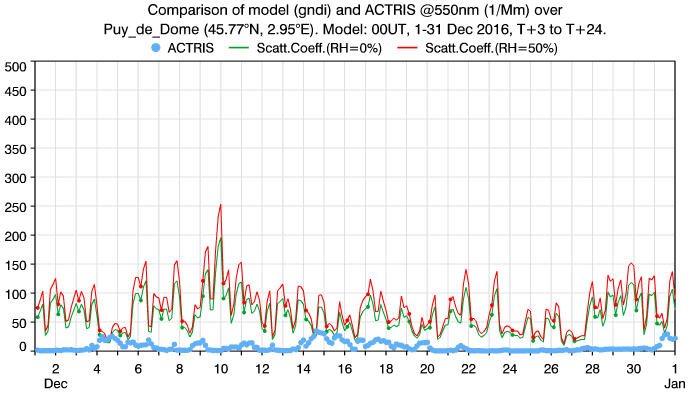 Comparison of model (gndi) and ACTRIS @550nm (1/Mm) over
Puy_de_Dome (45.77°N, 2.95°E). Model: 00UT, 1-31 Dec 2016, T+3 to T+24.
ACTRIS Scatt.Coeff.(RH=0%) Scatt.Coeff.(RH=50%)
500
450
400
350
300
250
200
150
100
50
0
2 4 6 8 10 12 14 16 18 20 22 24 26 28 30 1
Dec Jan